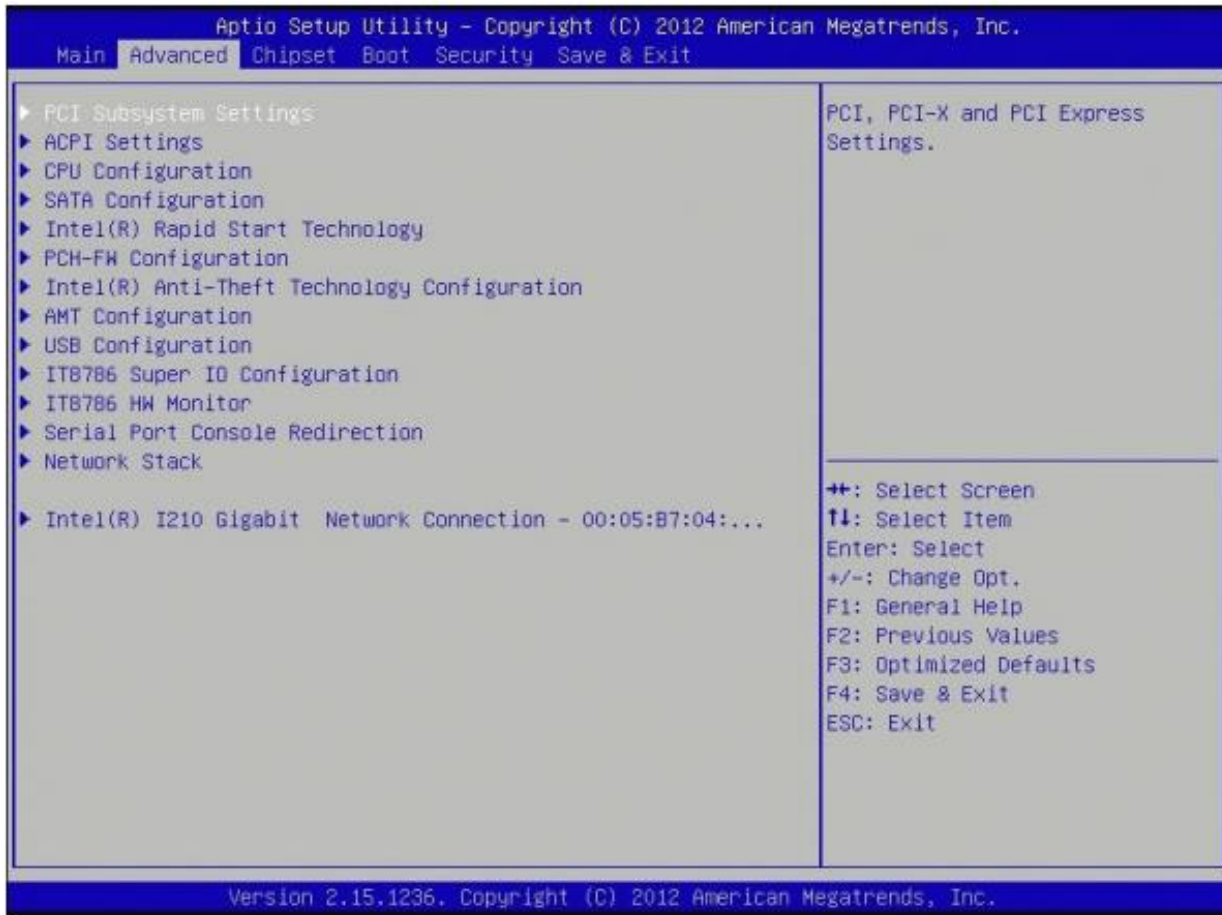 Aptio Setup Utility – Copyright (C) 2012 American Megatrends, Inc.
Main Advanced Chipset Boot Security Save & Exit
▶ PCI Subsystem Settings
▶ ACPI Settings
▶ CPU Configuration
▶ SATA Configuration
▶ Intel(R) Rapid Start Technology
▶ PCH-FW Configuration
▶ Intel(R) Anti-Theft Technology Configuration
▶ AMT Configuration
▶ USB Configuration
▶ IT8786 Super IO Configuration
▶ IT8786 HW Monitor
▶ Serial Port Console Redirection
▶ Network Stack
▶ Intel(R) I210 Gigabit Network Connection – 00:05:B7:04:...
PCI, PCI-X and PCI Express
Settings.
→←: Select Screen
↑↓: Select Item
Enter: Select
+/-: Change Opt.
F1: General Help
F2: Previous Values
F3: Optimized Defaults
F4: Save & Exit
ESC: Exit
Version 2.15.1236. Copyright (C) 2012 American Megatrends, Inc.